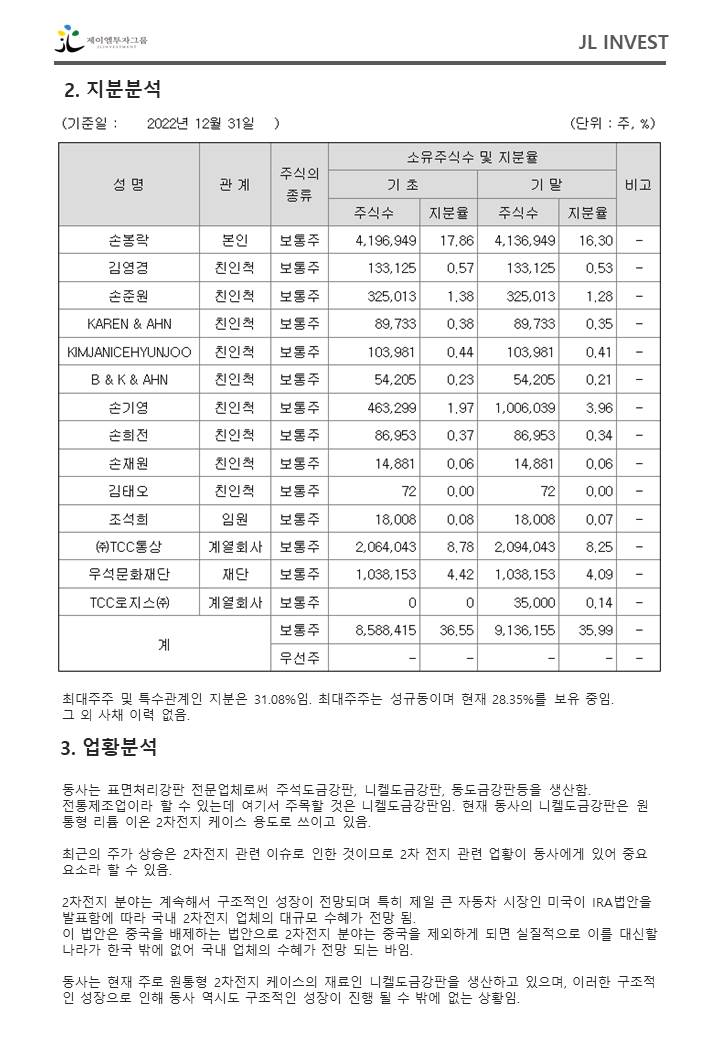 제이엘투자그룹
JLINVESTMENT
JL INVEST
2. 지분분석
(기준일 : 2022년 12월 31일 ) (단위 : 주, %)
성 명 관 계 주식의 종류 소유주식수 및 지분율 비고
기 초 기 말
주식수 지분율 주식수 지분율
손봉락 본인 보통주 4,196,949 17.86 4,136,949 16.30 -
김영경 친인척 보통주 133,125 0.57 133,125 0.53 -
손준원 친인척 보통주 325,013 1.38 325,013 1.28 -
KAREN & AHN 친인척 보통주 89,733 0.38 89,733 0.35 -
KIMJANICEHYUNJOO 친인척 보통주 103,981 0.44 103,981 0.41 -
B & K & AHN 친인척 보통주 54,205 0.23 54,205 0.21 -
손기영 친인척 보통주 463,299 1.97 1,006,039 3.96 -
손희전 친인척 보통주 86,953 0.37 86,953 0.34 -
손재원 친인척 보통주 14,881 0.06 14,881 0.06 -
김태오 친인척 보통주 72 0.00 72 0.00 -
조석희 임원 보통주 18,008 0.08 18,008 0.07 -
㈜TCC통상 계열회사 보통주 2,064,043 8.78 2,094,043 8.25 -
우석문화재단 재단 보통주 1,038,153 4.42 1,038,153 4.09 -
TCC로지스㈜ 계열회사 보통주 0 0 35,000 0.14 -
계 보통주 8,588,415 36.55 9,136,155 35.99 -
우선주 - - - - -
최대주주 및 특수관계인 지분은 31.08%임. 최대주주는 성규동이며 현재 28.35%를 보유 중임.
그 외 사채 이력 없음.
3. 업황분석
동사는 표면처리강판 전문업체로써 주석도금강판, 니켈도금강판, 동도금강판등을 생산함.
전통제조업이라 할 수 있는데 여기서 주목할 것은 니켈도금강판임. 현재 동사의 니켈도금강판은 원
통형 리튬 이온 2차전지 케이스 용도로 쓰이고 있음.
최근의 주가 상승은 2차전지 관련 이슈로 인한 것이므로 2차 전지 관련 업황이 동사에게 있어 중요
요소라 할 수 있음.
2차전지 분야는 계속해서 구조적인 성장이 전망되며 특히 제일 큰 자동차 시장인 미국이 IRA법안을
발표함에 따라 국내 2차전지 업체의 대규모 수혜가 전망 됨.
이 법안은 중국을 배제하는 법안으로 2차전지 분야는 중국을 제외하게 되면 실질적으로 이를 대신할
나라가 한국 밖에 없어 국내 업체의 수혜가 전망 되는 바임.
동사는 현재 주로 원통형 2차전지 케이스의 재료인 니켈도금강판을 생산하고 있으며, 이러한 구조적
인 성장으로 인해 동사 역시도 구조적인 성장이 진행 될 수 밖에 없는 상황임.